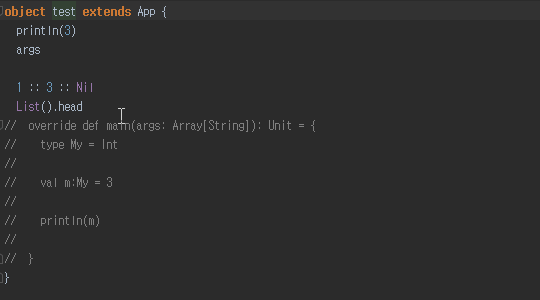 object test extends App {
  println(3)
  args

  1 :: 3 :: Nil
  List().head
//  override def main(args: Array[String]): Unit = {
//    type My = Int
//
//    val m:My = 3
//
//    println(m)
//
//  }
}